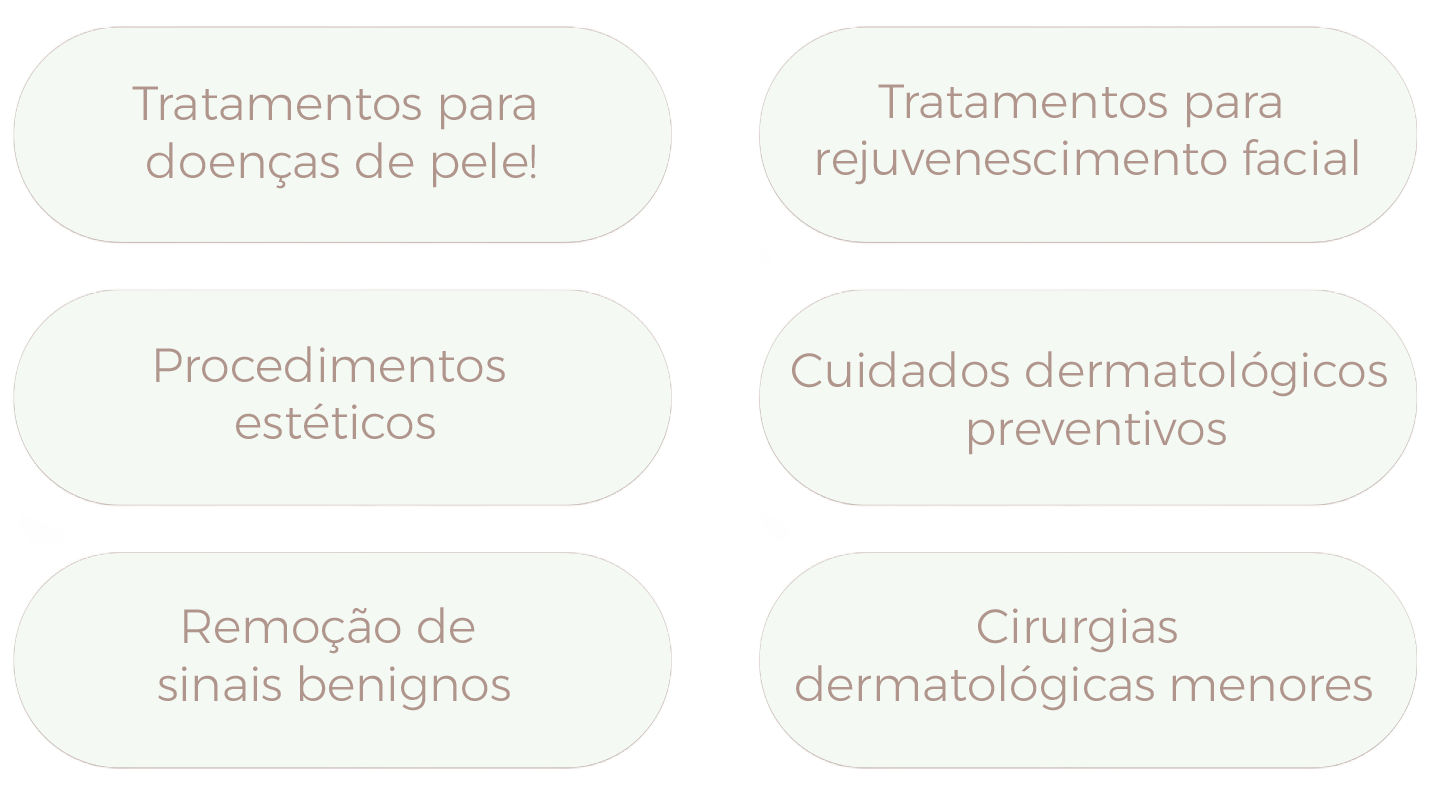 Tratamentos para
doenças de pele!
Tratamentos para
rejuvenescimento facial
Procedimentos
estéticos
Cuidados dermatológicos
preventivos
Remoção de
sinais benignos
Cirurgias
dermatológicas menores